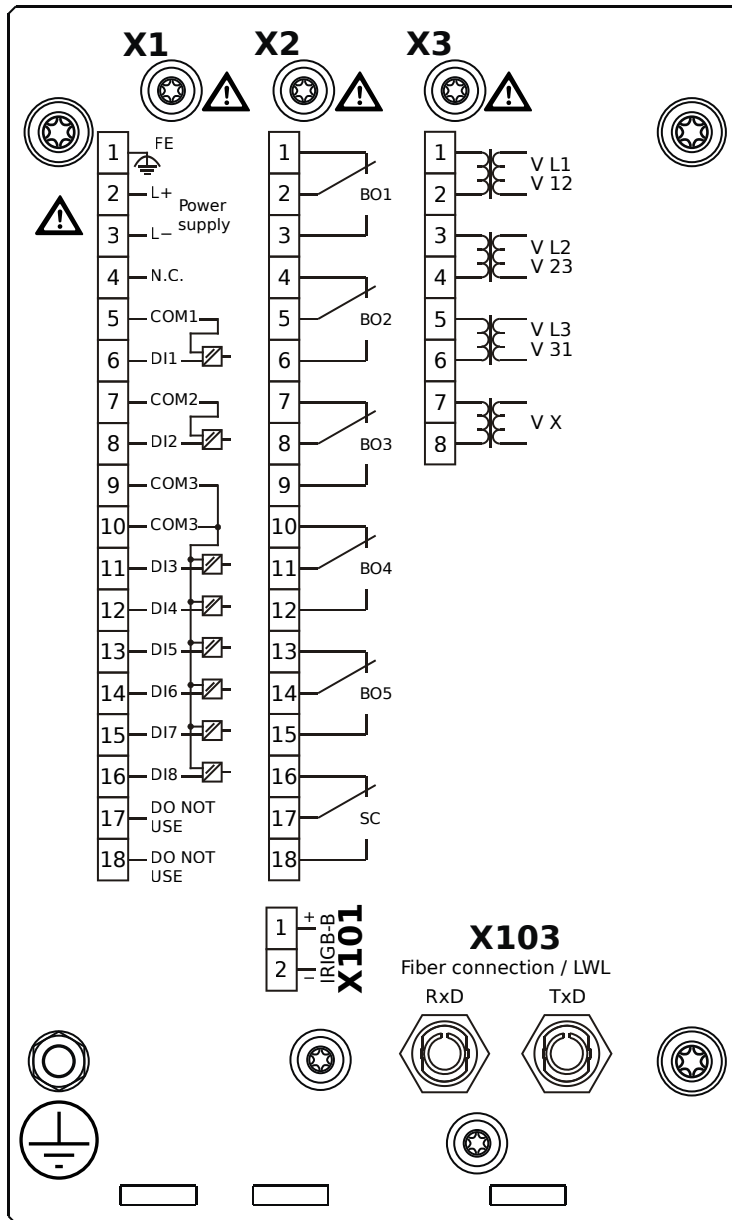 X1
X2
X3
1 FE
2 L+
Power
supply
3 L−
4 N.C.
5 COM1
6 DI1
7 COM2
8 DI2
9 COM3
10 COM3
11 DI3
12 DI4
13 DI5
14 DI6
15 DI7
16 DI8
17 DO NOT
USE
18 DO NOT
USE
1
2 BO1
3
4
5 BO2
6
7
8 BO3
9
10
11 BO4
12
13
14 BO5
15
16
17 SC
18
1
2
V L1
V 12
3
4
V L2
V 23
5
6
V L3
V 31
7
8
V X
1 +
2 −
IRIGB-B
X101
X103
Fiber connection / LWL
RxD
TxD